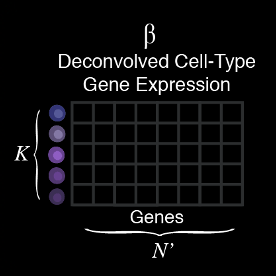 β
Deconvolved Cell-Type
Gene Expression
K
Genes
N’